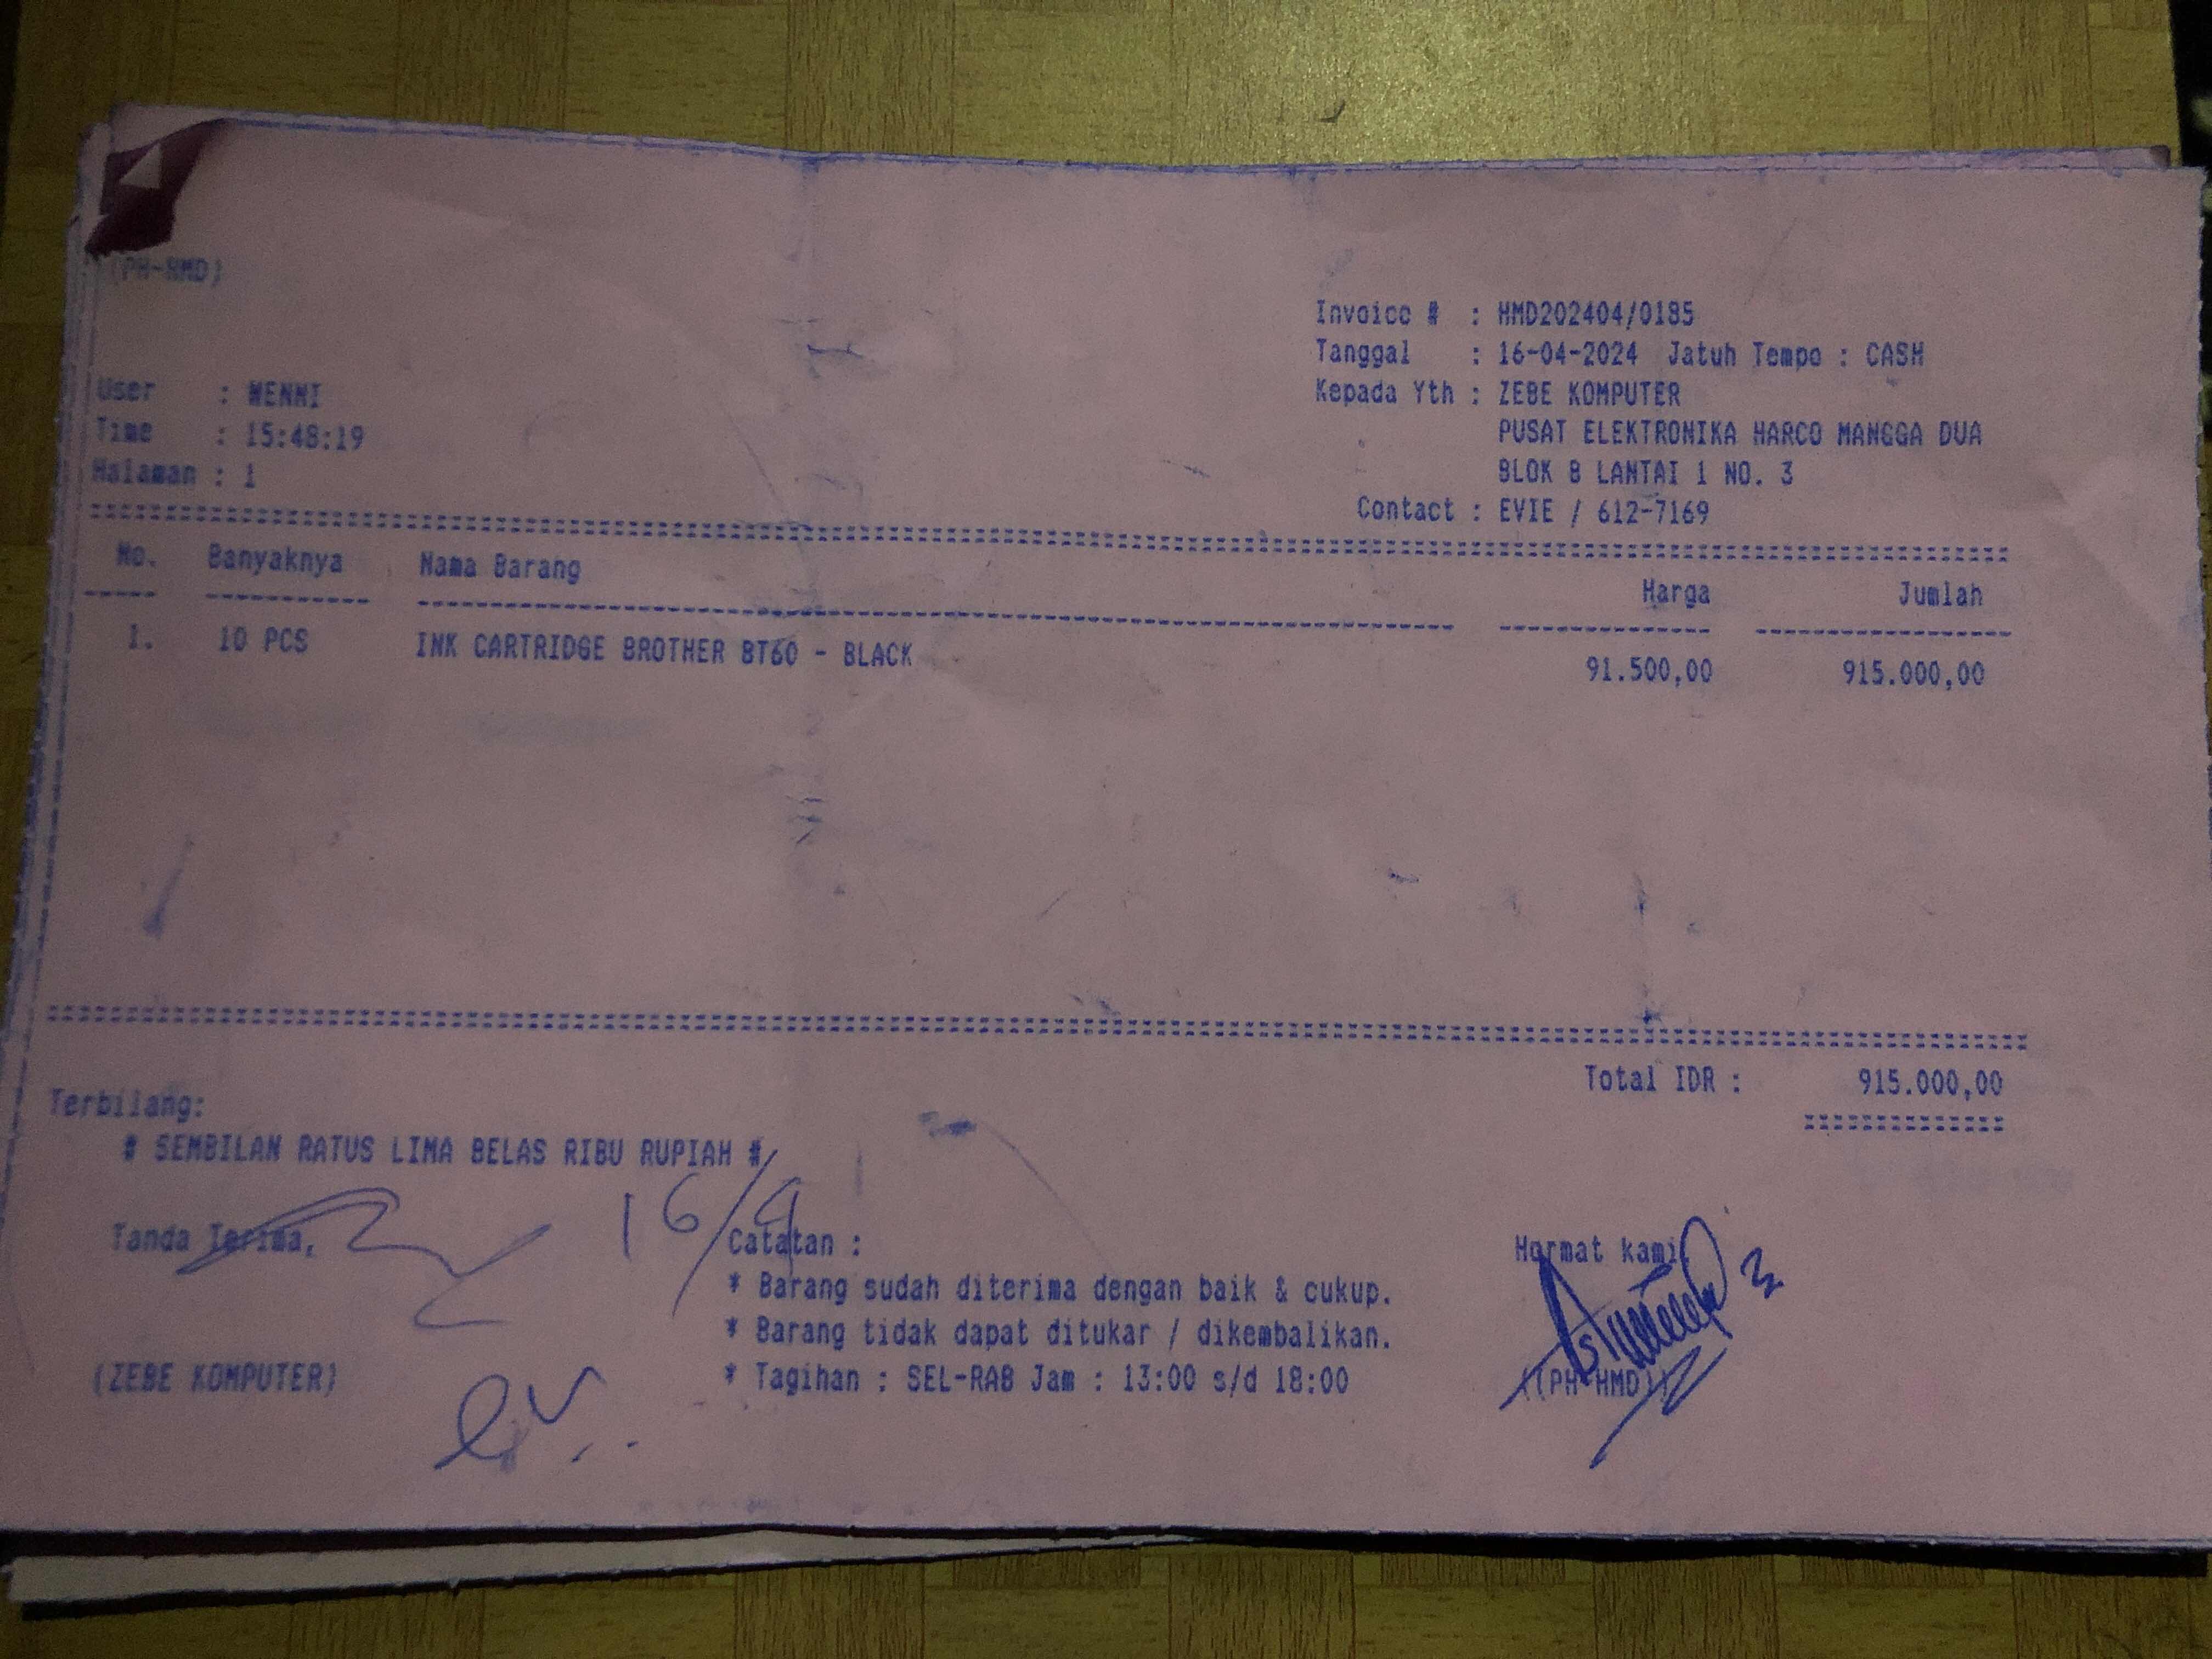 (PH-HMD)
Invoice # : HMD202404/0185
Tanggal : 16-04-2024 Jatuh Tempo : CASH
User : WENWI
Kepada Yth : ZEBE KOMPUTER
Time : 15:48:19
PUSAT ELEKTRONIKA HARCO MANGGA DUA
Halaman : 1
BLOK B LANTAI 1 NO. 3
Contact : EVIE / 612-7169
No. Banyaknya Nama Barang Harga Jumlah
1. 10 PCS INK CARTRIDGE BROTHER BT60 - BLACK 91.500,00 915.000,00
Total IDR : 915.000,00
Terbilang:
# SEMBILAN RATUS LIMA BELAS RIBU RUPIAH #
16/4
Tanda Terima, Catatan : Hormat kami
* Barang sudah diterima dengan baik & cukup.
* Barang tidak dapat ditukar / dikembalikan.
(ZEBE KOMPUTER) * Tagihan : SEL-RAB Jam : 13:00 s/d 18:00 ((PH-HMD))